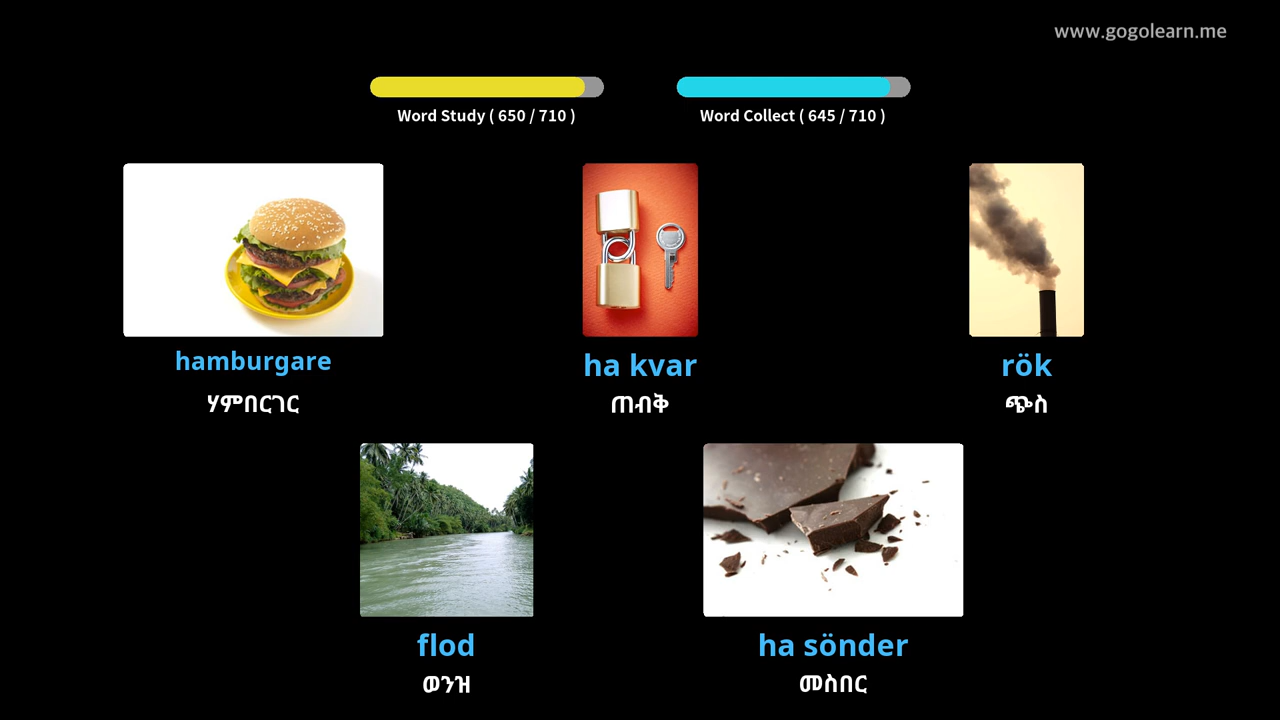 www.gogolearn.me
Word Study ( 650 / 710 )
Word Collect ( 645 / 710 )
hamburgare
ሃምበርገር
ha kvar
ጠብቅ
rök
ጭስ
flod
ወንዝ
ha sönder
መስበር